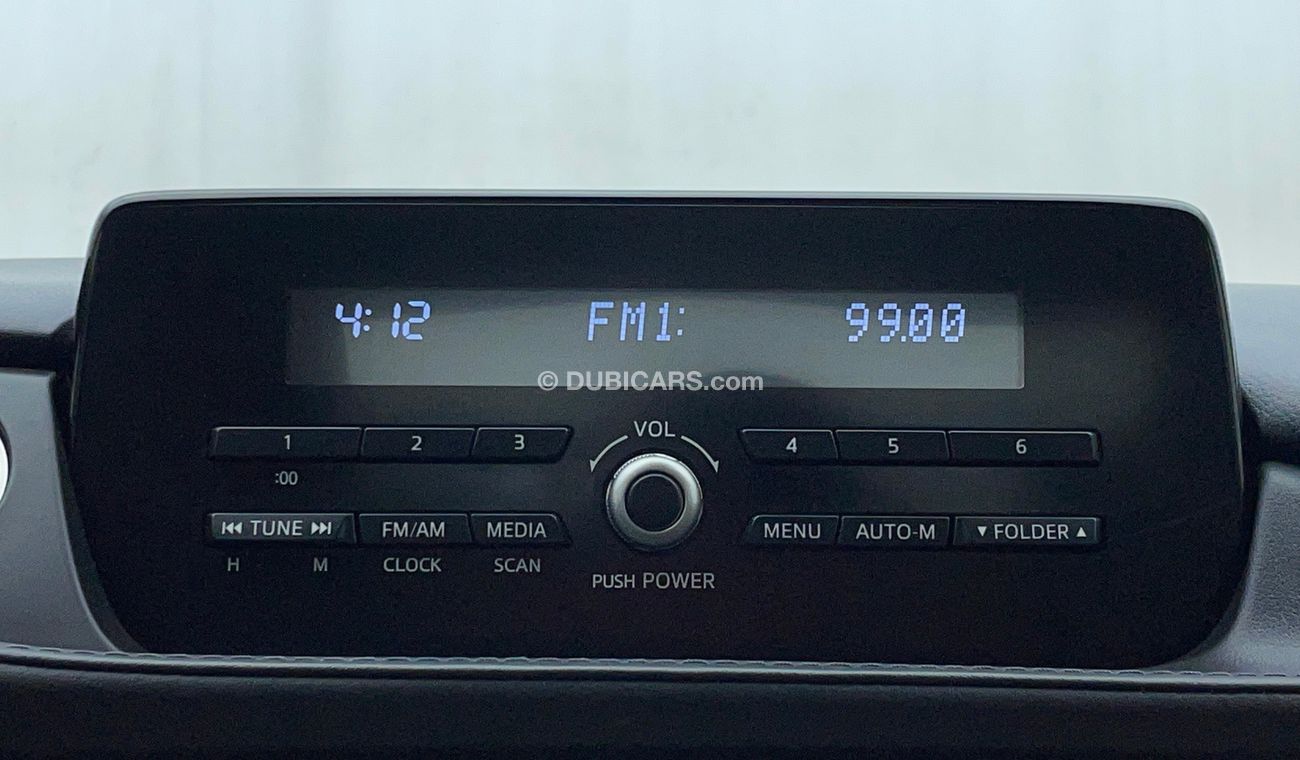 4:12 FM1: 99.00
© DUBICARS.com
VOL
1 2 3 4 5 6
:00
TUNE FM/AM MEDIA MENU AUTO-M ▼ FOLDER ▲
H M CLOCK SCAN
PUSH POWER